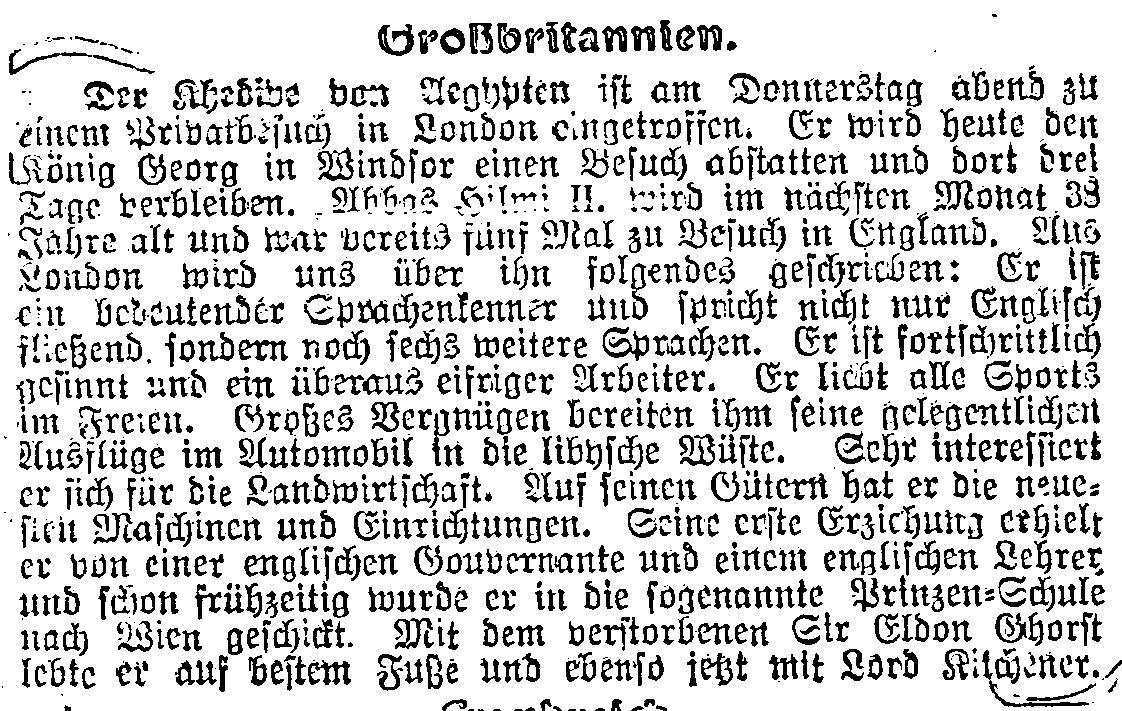 Großbritannien.
Der Khedive von Aegypten ist am Donnerstag abend zu
einem Privatbesuch in London eingetroffen. Er wird heute den
König Georg in Windsor einen Besuch abstatten und dort drei
Tage verbleiben. Abbas Hilmi II. wird im nächsten Monat 38
Jahre alt und war bereits fünf Mal zu Besuch in England. Aus
London wird uns über ihn folgendes geschrieben: Er ist
ein bedeutender Sprachenkenner und spricht nicht nur Englisch
fließend, sondern noch sechs weitere Sprachen. Er ist fortschrittlich
gesinnt und ein überaus eifriger Arbeiter. Er liebt alle Sports
im Freien. Großes Vergnügen bereiten ihm seine gelegentlichen
Ausflüge im Automobil in die libysche Wüste. Sehr interessiert
er sich für die Landwirtschaft. Auf seinen Gütern hat er die neue-
sten Maschinen und Einrichtungen. Seine erste Erziehung erhielt
er von einer englischen Gouvernante und einem englischen Lehrer,
und schon frühzeitig wurde er in die sogenannte Prinzen-Schule
nach Wien geschickt. Mit dem verstorbenen Sir Eldon Ghorst
lebte er auf bestem Fuße und ebenso jetzt mit Lord Kitchener.